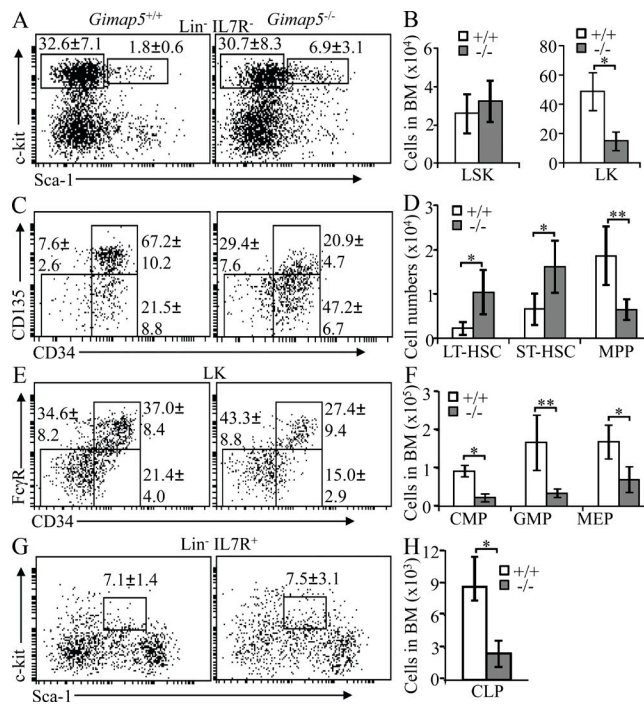 A
Gimap5+/+
Gimap5-/-
Lin- IL7R-
32.6±7.1
1.8±0.6
30.7±8.3
6.9±3.1
c-kit
Sca-1
B
+/+
-/-
Cells in BM (x10⁴)
6
4
2
0
LSK
+/+
-/-
*
80
60
40
20
0
LK
C
7.6±
2.6
67.2±
10.2
21.5±
8.8
29.4±
7.6
20.9±
4.7
47.2±
6.7
CD135
CD34
D
+/+
-/-
Cell numbers (x10⁴)
3
2
1
0
*
*
**
LT-HSC
ST-HSC
MPP
E
LK
34.6±
8.2
37.0±
8.4
21.4±
4.0
43.3±
8.8
27.4±
9.4
15.0±
2.9
FcγR
CD34
F
+/+
-/-
Cells in BM (x10⁵)
3
2
1
0
*
**
*
CMP
GMP
MEP
G
Lin- IL7R+
7.1±1.4
7.5±3.1
c-kit
Sca-1
H
+/+
-/-
Cells in BM (x10³)
12
9
6
3
0
*
CLP